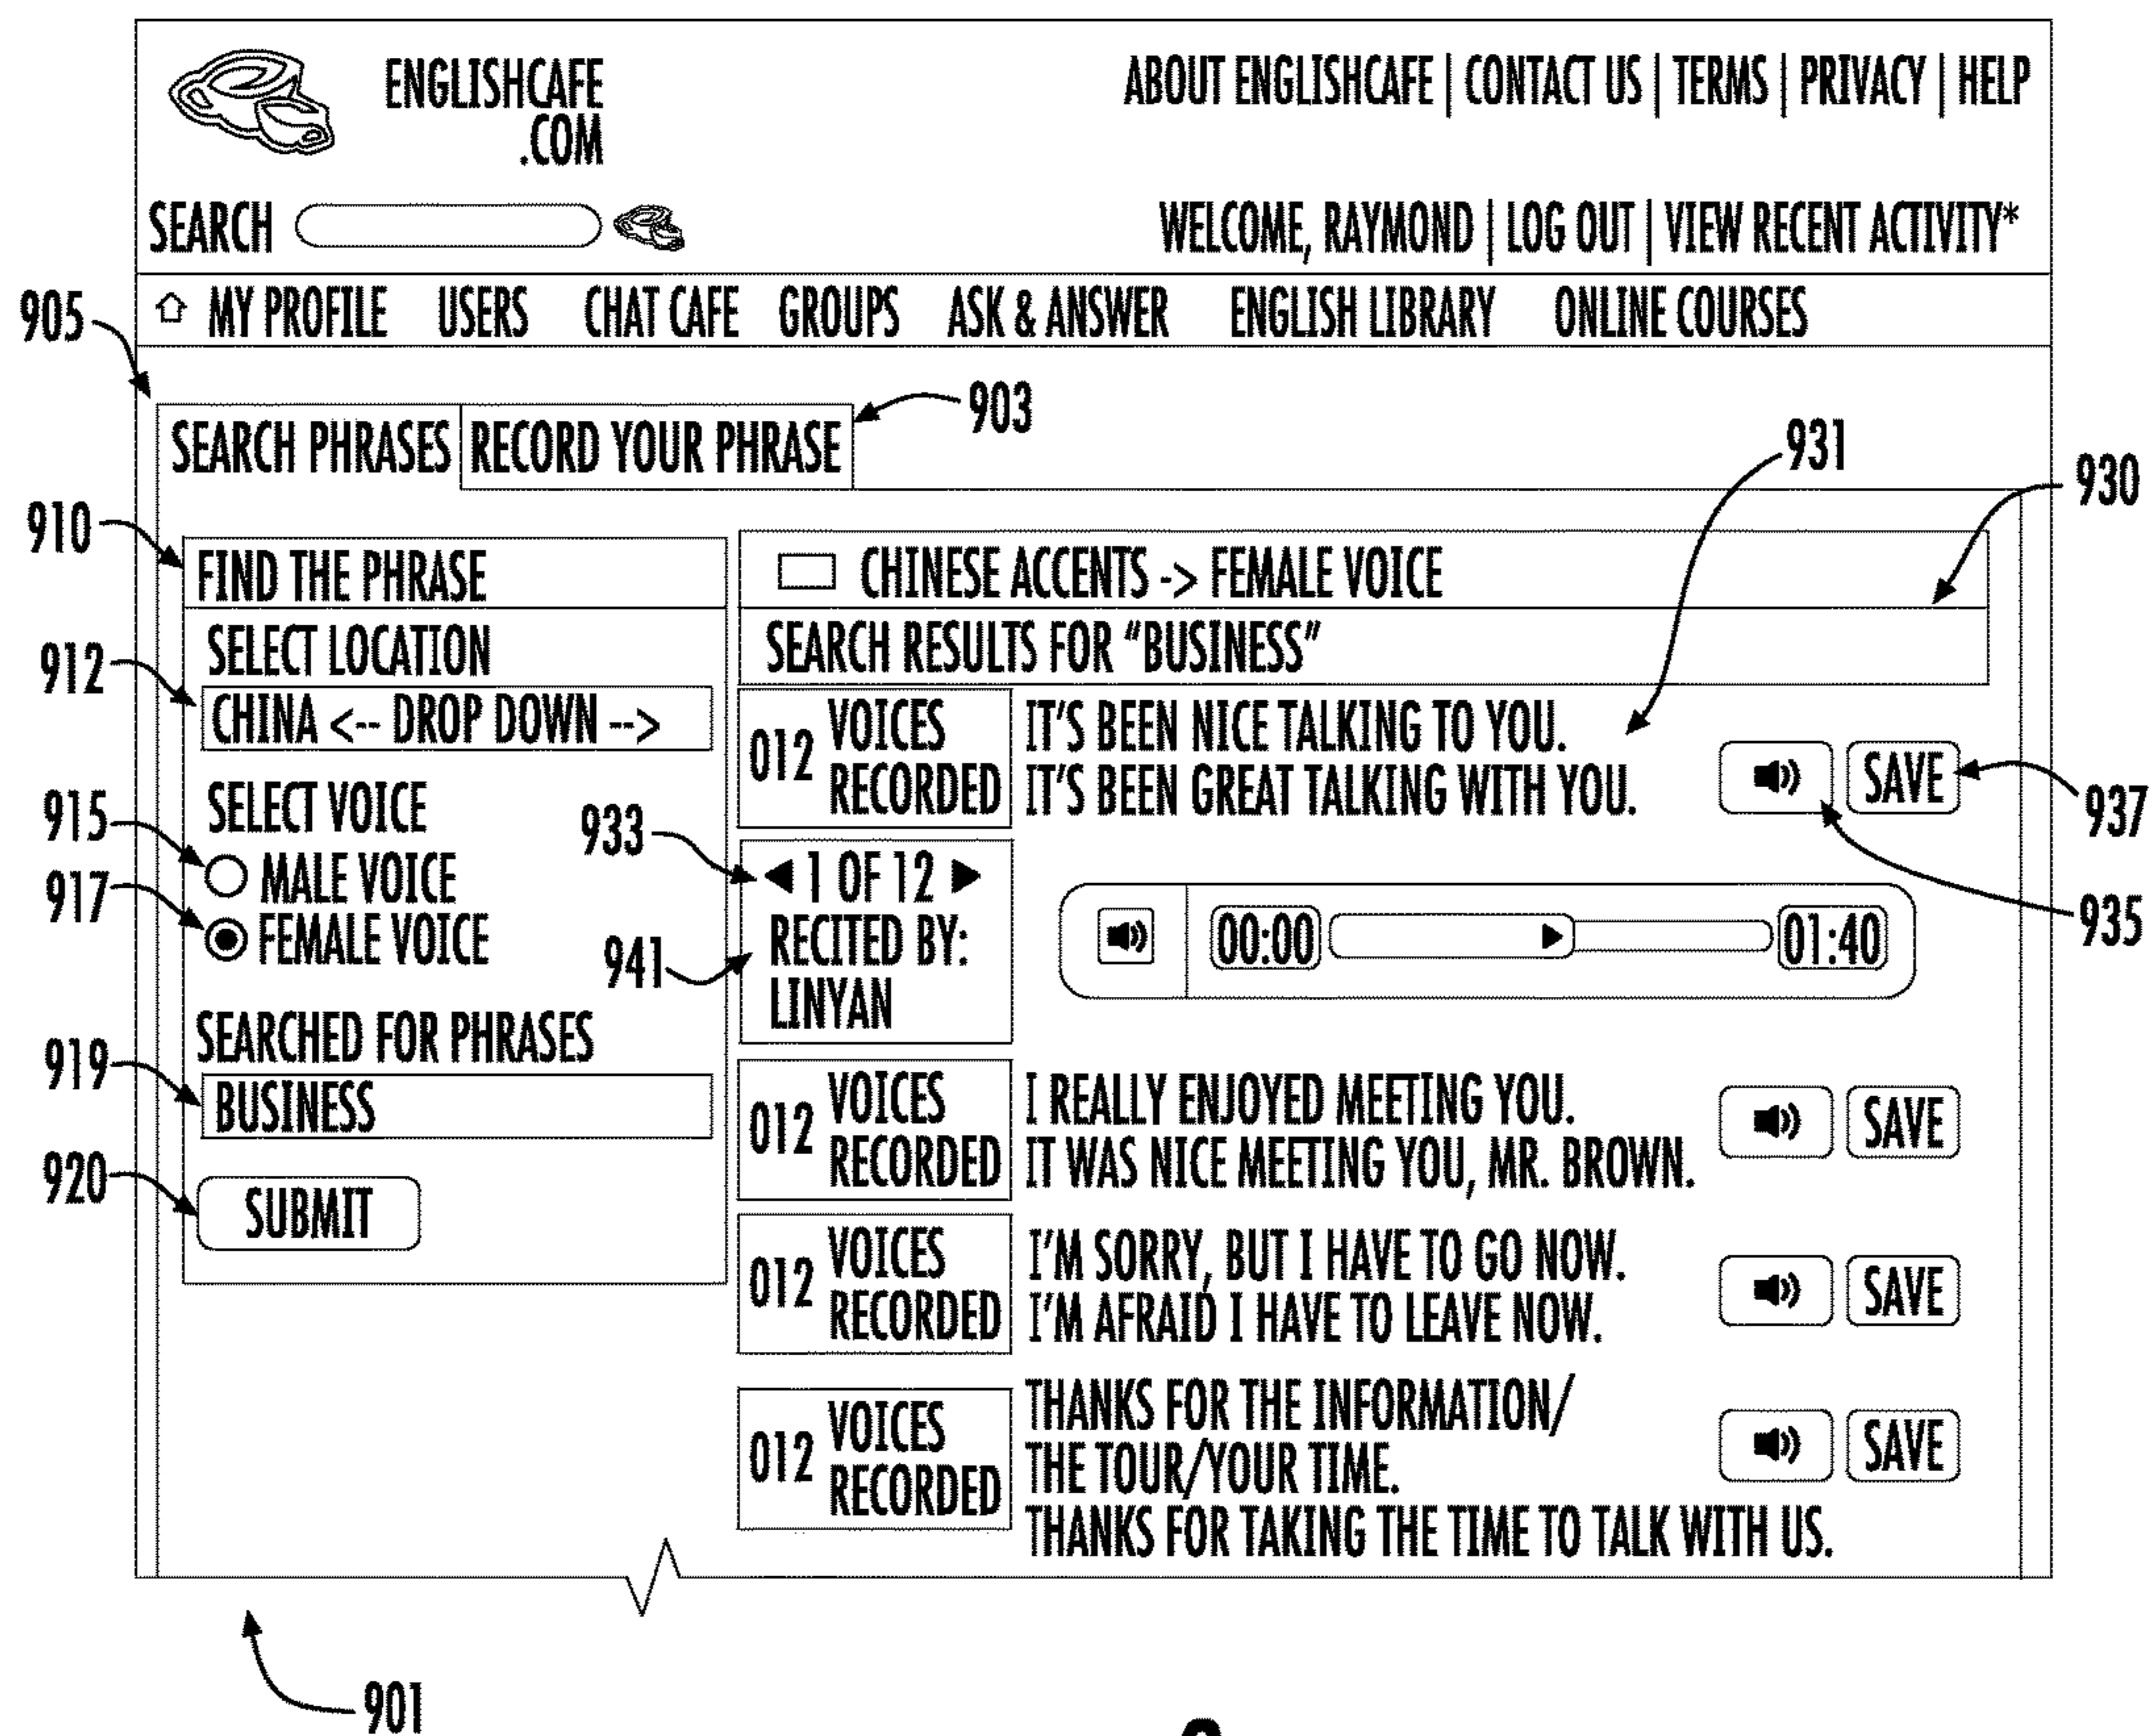 ENGLISHCAFE
.COM
ABOUT ENGLISHCAFE | CONTACT US | TERMS | PRIVACY | HELP
SEARCH
WELCOME, RAYMOND | LOG OUT | VIEW RECENT ACTIVITY*
MY PROFILE USERS CHAT CAFE GROUPS ASK & ANSWER ENGLISH LIBRARY ONLINE COURSES
905
903
SEARCH PHRASES RECORD YOUR PHRASE
931
930
910
FIND THE PHRASE
SELECT LOCATION
912
CHINA <-- DROP DOWN -->
SELECT VOICE
915
MALE VOICE
917
FEMALE VOICE
SEARCHED FOR PHRASES
919
BUSINESS
920
SUBMIT
CHINESE ACCENTS -> FEMALE VOICE
SEARCH RESULTS FOR "BUSINESS"
012 VOICES
RECORDED
IT'S BEEN NICE TALKING TO YOU.
IT'S BEEN GREAT TALKING WITH YOU.
SAVE
937
935
933
1 OF 12
941
RECITED BY:
LINYAN
00:00
01:40
012 VOICES
RECORDED
I REALLY ENJOYED MEETING YOU.
IT WAS NICE MEETING YOU, MR. BROWN.
SAVE
012 VOICES
RECORDED
I'M SORRY, BUT I HAVE TO GO NOW.
I'M AFRAID I HAVE TO LEAVE NOW.
SAVE
012 VOICES
RECORDED
THANKS FOR THE INFORMATION/
THE TOUR/YOUR TIME.
THANKS FOR TAKING THE TIME TO TALK WITH US.
SAVE
901